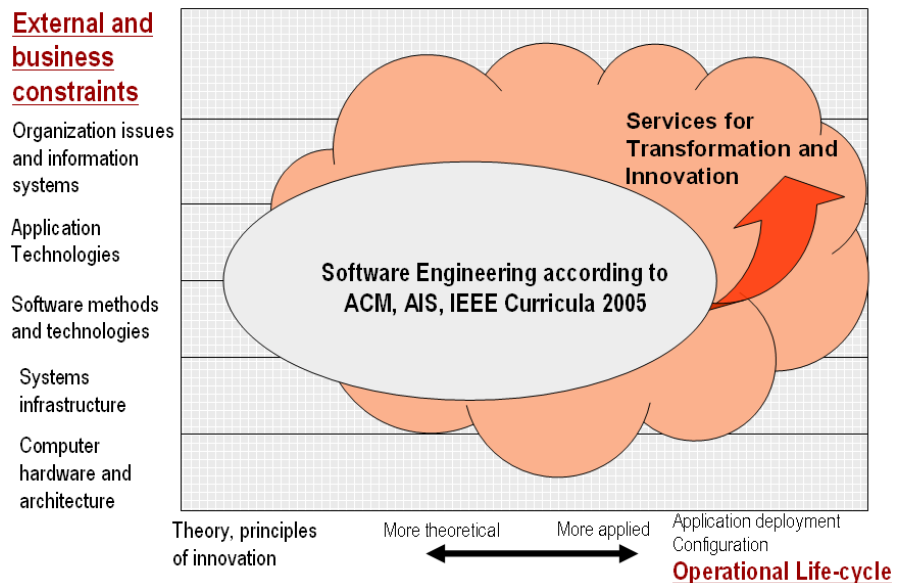 External and
business
constraints
Organization issues
and information
systems
Application
Technologies
Software methods
and technologies
Systems
infrastructure
Computer
hardware and
architecture
Services for
Transformation and
Innovation
Software Engineering according to
ACM, AIS, IEEE Curricula 2005
Theory, principles
of innovation
More theoretical
More applied
Application deployment
Configuration
Operational Life-cycle